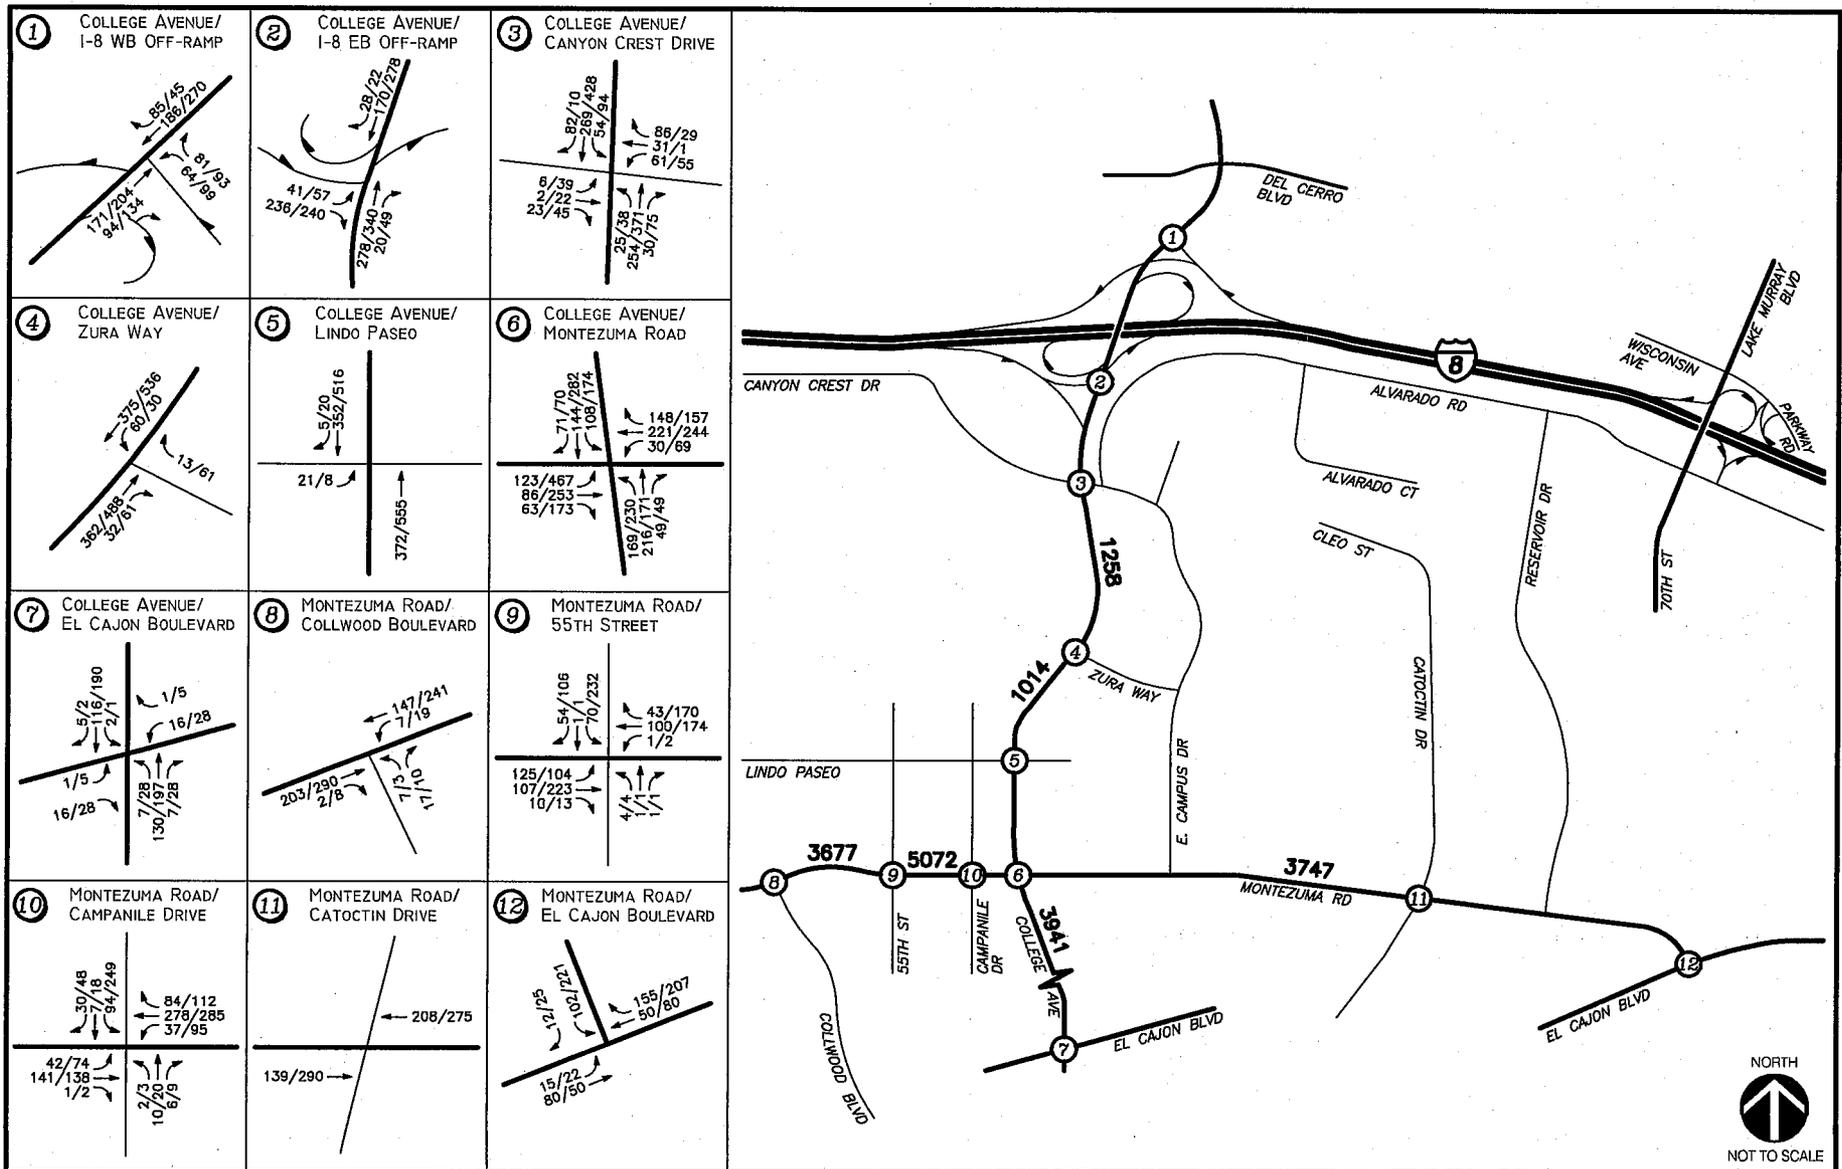 1
COLLEGE AVENUE/
I-8 WB OFF-RAMP
85/45
186/270
81/93
64/99
171/204
94/134
2
COLLEGE AVENUE/
I-8 EB OFF-RAMP
28/22
170/278
41/57
236/240
278/340
20/49
3
COLLEGE AVENUE/
CANYON CREST DRIVE
82/10
269/428
54/94
86/29
31/1
61/55
6/39
2/22
23/45
25/38
254/371
30/75
4
COLLEGE AVENUE/
ZURA WAY
375/536
60/30
13/61
362/488
32/61
5
COLLEGE AVENUE/
LINDO PASEO
5/20
352/516
21/8
372/555
6
COLLEGE AVENUE/
MONTEZUMA ROAD
71/70
144/282
108/174
148/157
221/244
30/69
123/467
86/253
63/173
169/230
216/171
49/49
7
COLLEGE AVENUE/
EL CAJON BOULEVARD
5/2
116/190
2/1
1/5
16/28
1/5
16/28
7/28
130/197
7/28
8
MONTEZUMA ROAD/
COLLWOOD BOULEVARD
147/241
7/19
203/290
2/8
7/3
17/10
9
MONTEZUMA ROAD/
55TH STREET
54/106
1/1
70/232
43/170
100/174
1/2
125/104
107/223
10/13
4/4
1/1
1/1
10
MONTEZUMA ROAD/
CAMPANILE DRIVE
30/48
7/18
94/249
84/112
278/285
37/95
42/74
141/138
1/2
2/3
10/20
6/9
11
MONTEZUMA ROAD/
CATOCTIN DRIVE
208/275
139/290
12
MONTEZUMA ROAD/
EL CAJON BOULEVARD
12/25
102/221
155/207
50/80
15/22
80/50
DEL CERRO
BLVD
1
LAKE MURRAY
BLVD
WISCONSIN
AVE
PARKWAY
RD
8
2
CANYON CREST DR
ALVARADO RD
3
ALVARADO CT
RESERVOIR DR
CLEO ST
70TH ST
1258
4
ZURA WAY
1014
CATOCTIN DR
5
LINDO PASEO
E. CAMPUS DR
3677
5072
3747
8
9
10
6
MONTEZUMA RD
11
55TH ST
CAMPANILE
DR
COLLEGE
AVE
3941
12
EL CAJON BLVD
COLLWOOD BLVD
7
EL CAJON BLVD
NORTH
NOT TO SCALE